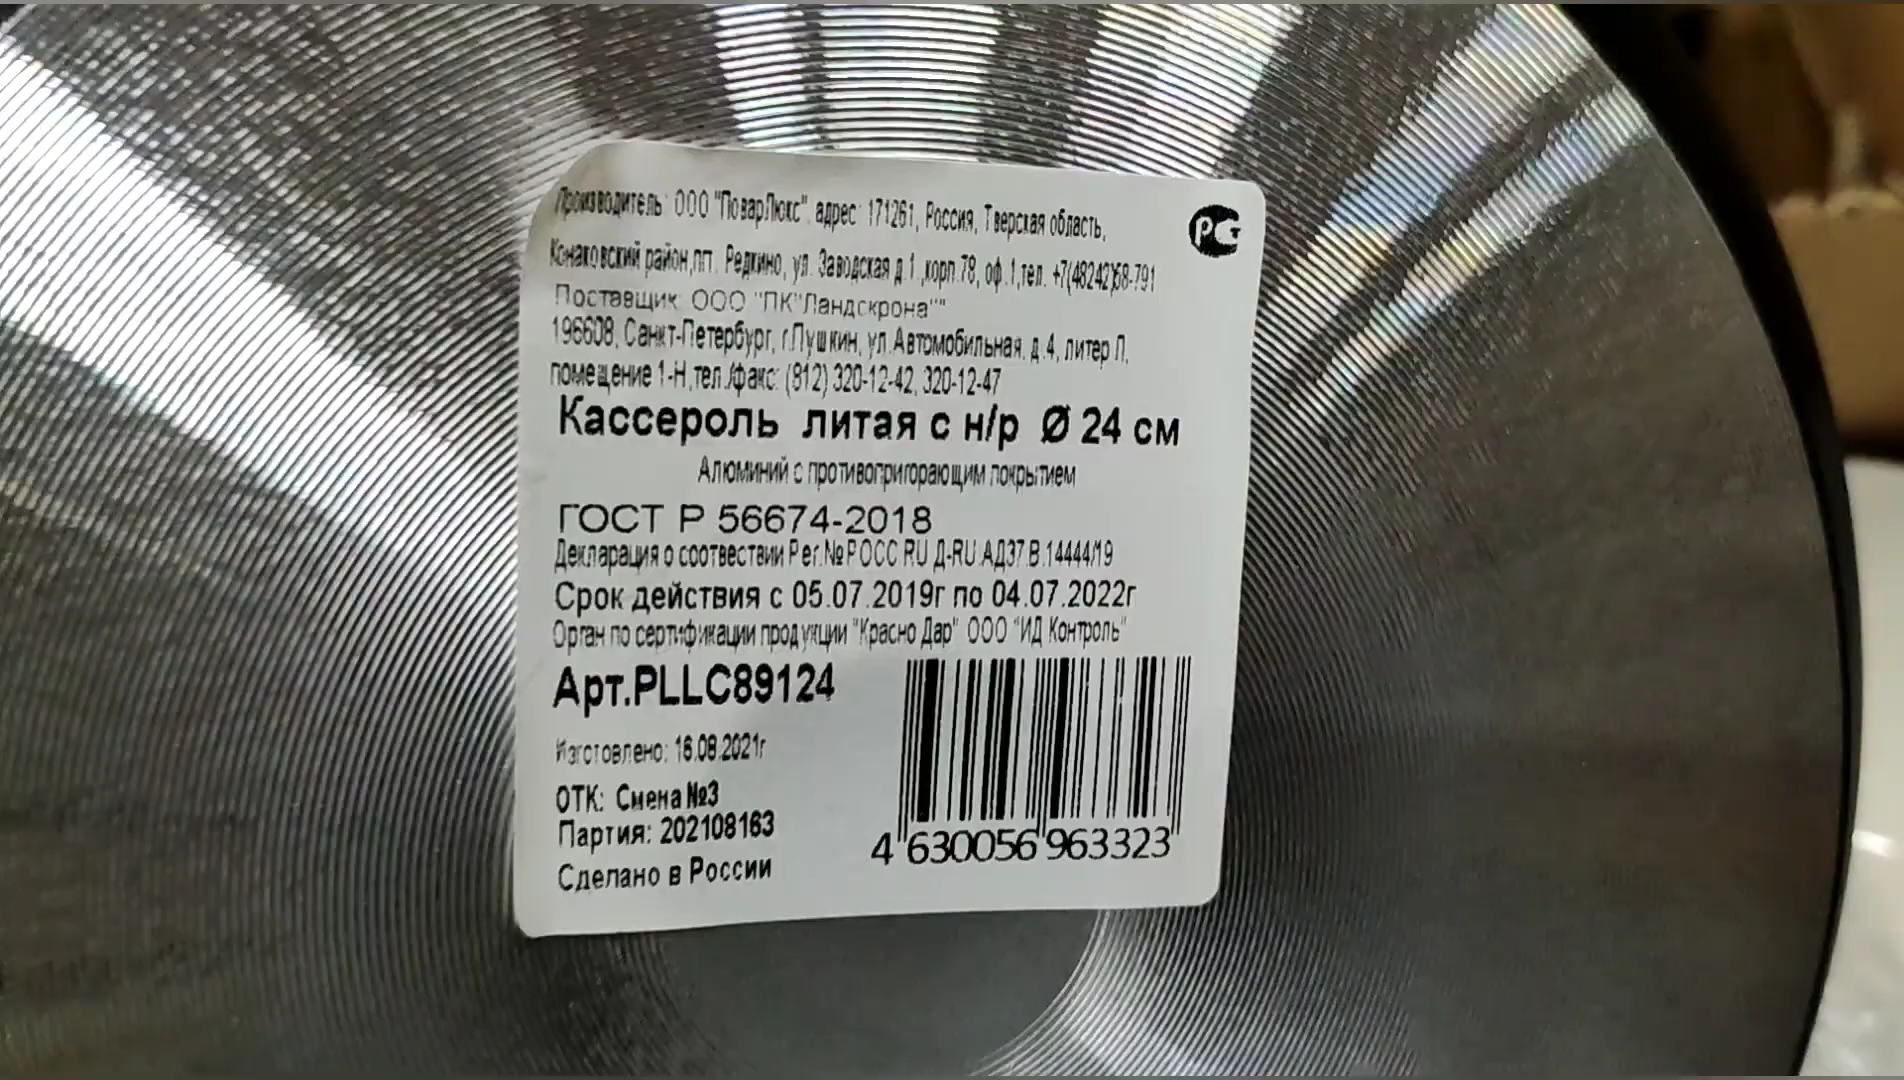 Производитель: ООО "ПоварЛюкс", адрес: 171261, Россия, Тверская область,
Конаковский район,пгт. Редкино, ул. Заводская д.1 ,корп.78, оф.1,тел. +7(48242)58-791
Поставщик: ООО "ПК"Ландскрона""
196608, Санкт-Петербург, г.Пушкин, ул.Автомобильная, д.4, литер Л,
помещение 1-Н,тел./факс: (812) 320-12-42, 320-12-47
Кассероль литая с н/р Ø 24 см
Алюминий с противопригорающим покрытием
ГОСТ Р 56674-2018
Декларация о соотвествии Рег.№РОСС RU Д-RU.АД37.В.14444/19
Срок действия с 05.07.2019г по 04.07.2022г
Орган по сертификации продукции "Красно Дар" ООО "ИД Контроль"
Арт.PLLC89124
Изготовлено: 16.08.2021г
ОТК: Смена №3
Партия: 202108163
Сделано в России
4 630056 963323
РСТ